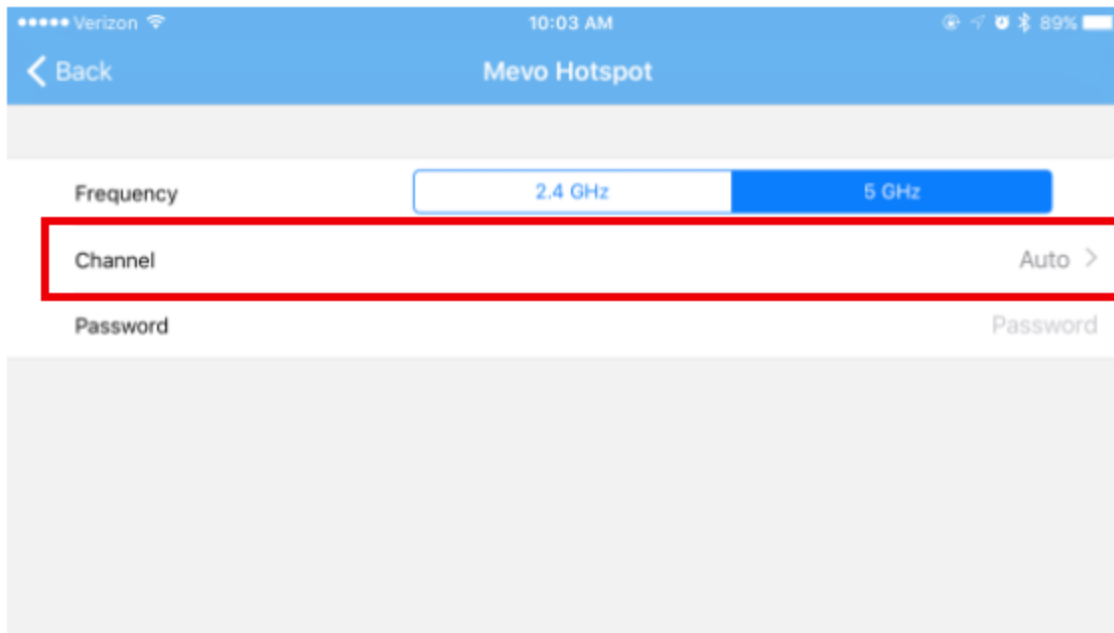 Verizon 10:03 AM 89%
Back Mevo Hotspot
Frequency 2.4 GHz 5 GHz
Channel Auto
Password Password